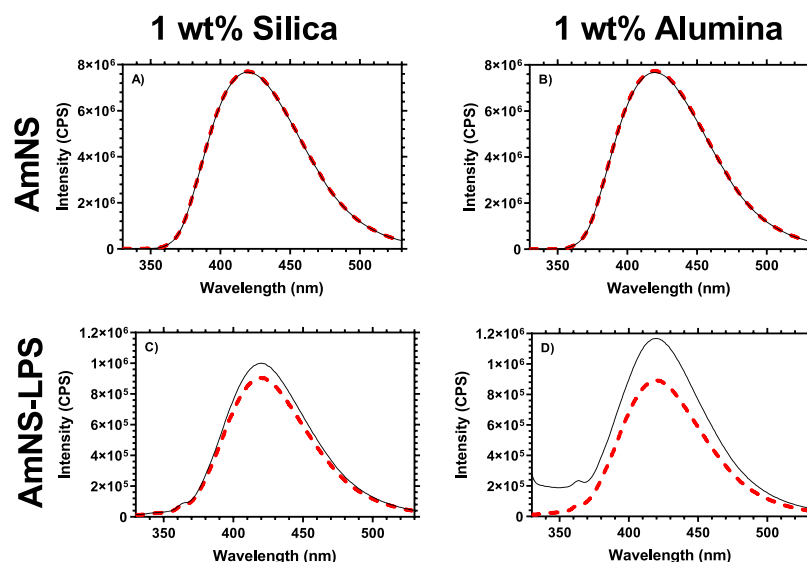 1 wt% Silica
1 wt% Alumina
AmNS
A)
Intensity (CPS)
8×10⁶
6×10⁶
4×10⁶
2×10⁶
0
350
400
450
500
Wavelength (nm)
B)
Intensity (CPS)
8×10⁶
6×10⁶
4×10⁶
2×10⁶
0
350
400
450
500
Wavelength (nm)
AmNS-LPS
C)
Intensity (CPS)
1.2×10⁶
1×10⁶
8×10⁵
6×10⁵
4×10⁵
2×10⁵
0
350
400
450
500
Wavelength (nm)
D)
Intensity (CPS)
1.2×10⁶
1×10⁶
8×10⁵
6×10⁵
4×10⁵
2×10⁵
0
350
400
450
500
Wavelength (nm)